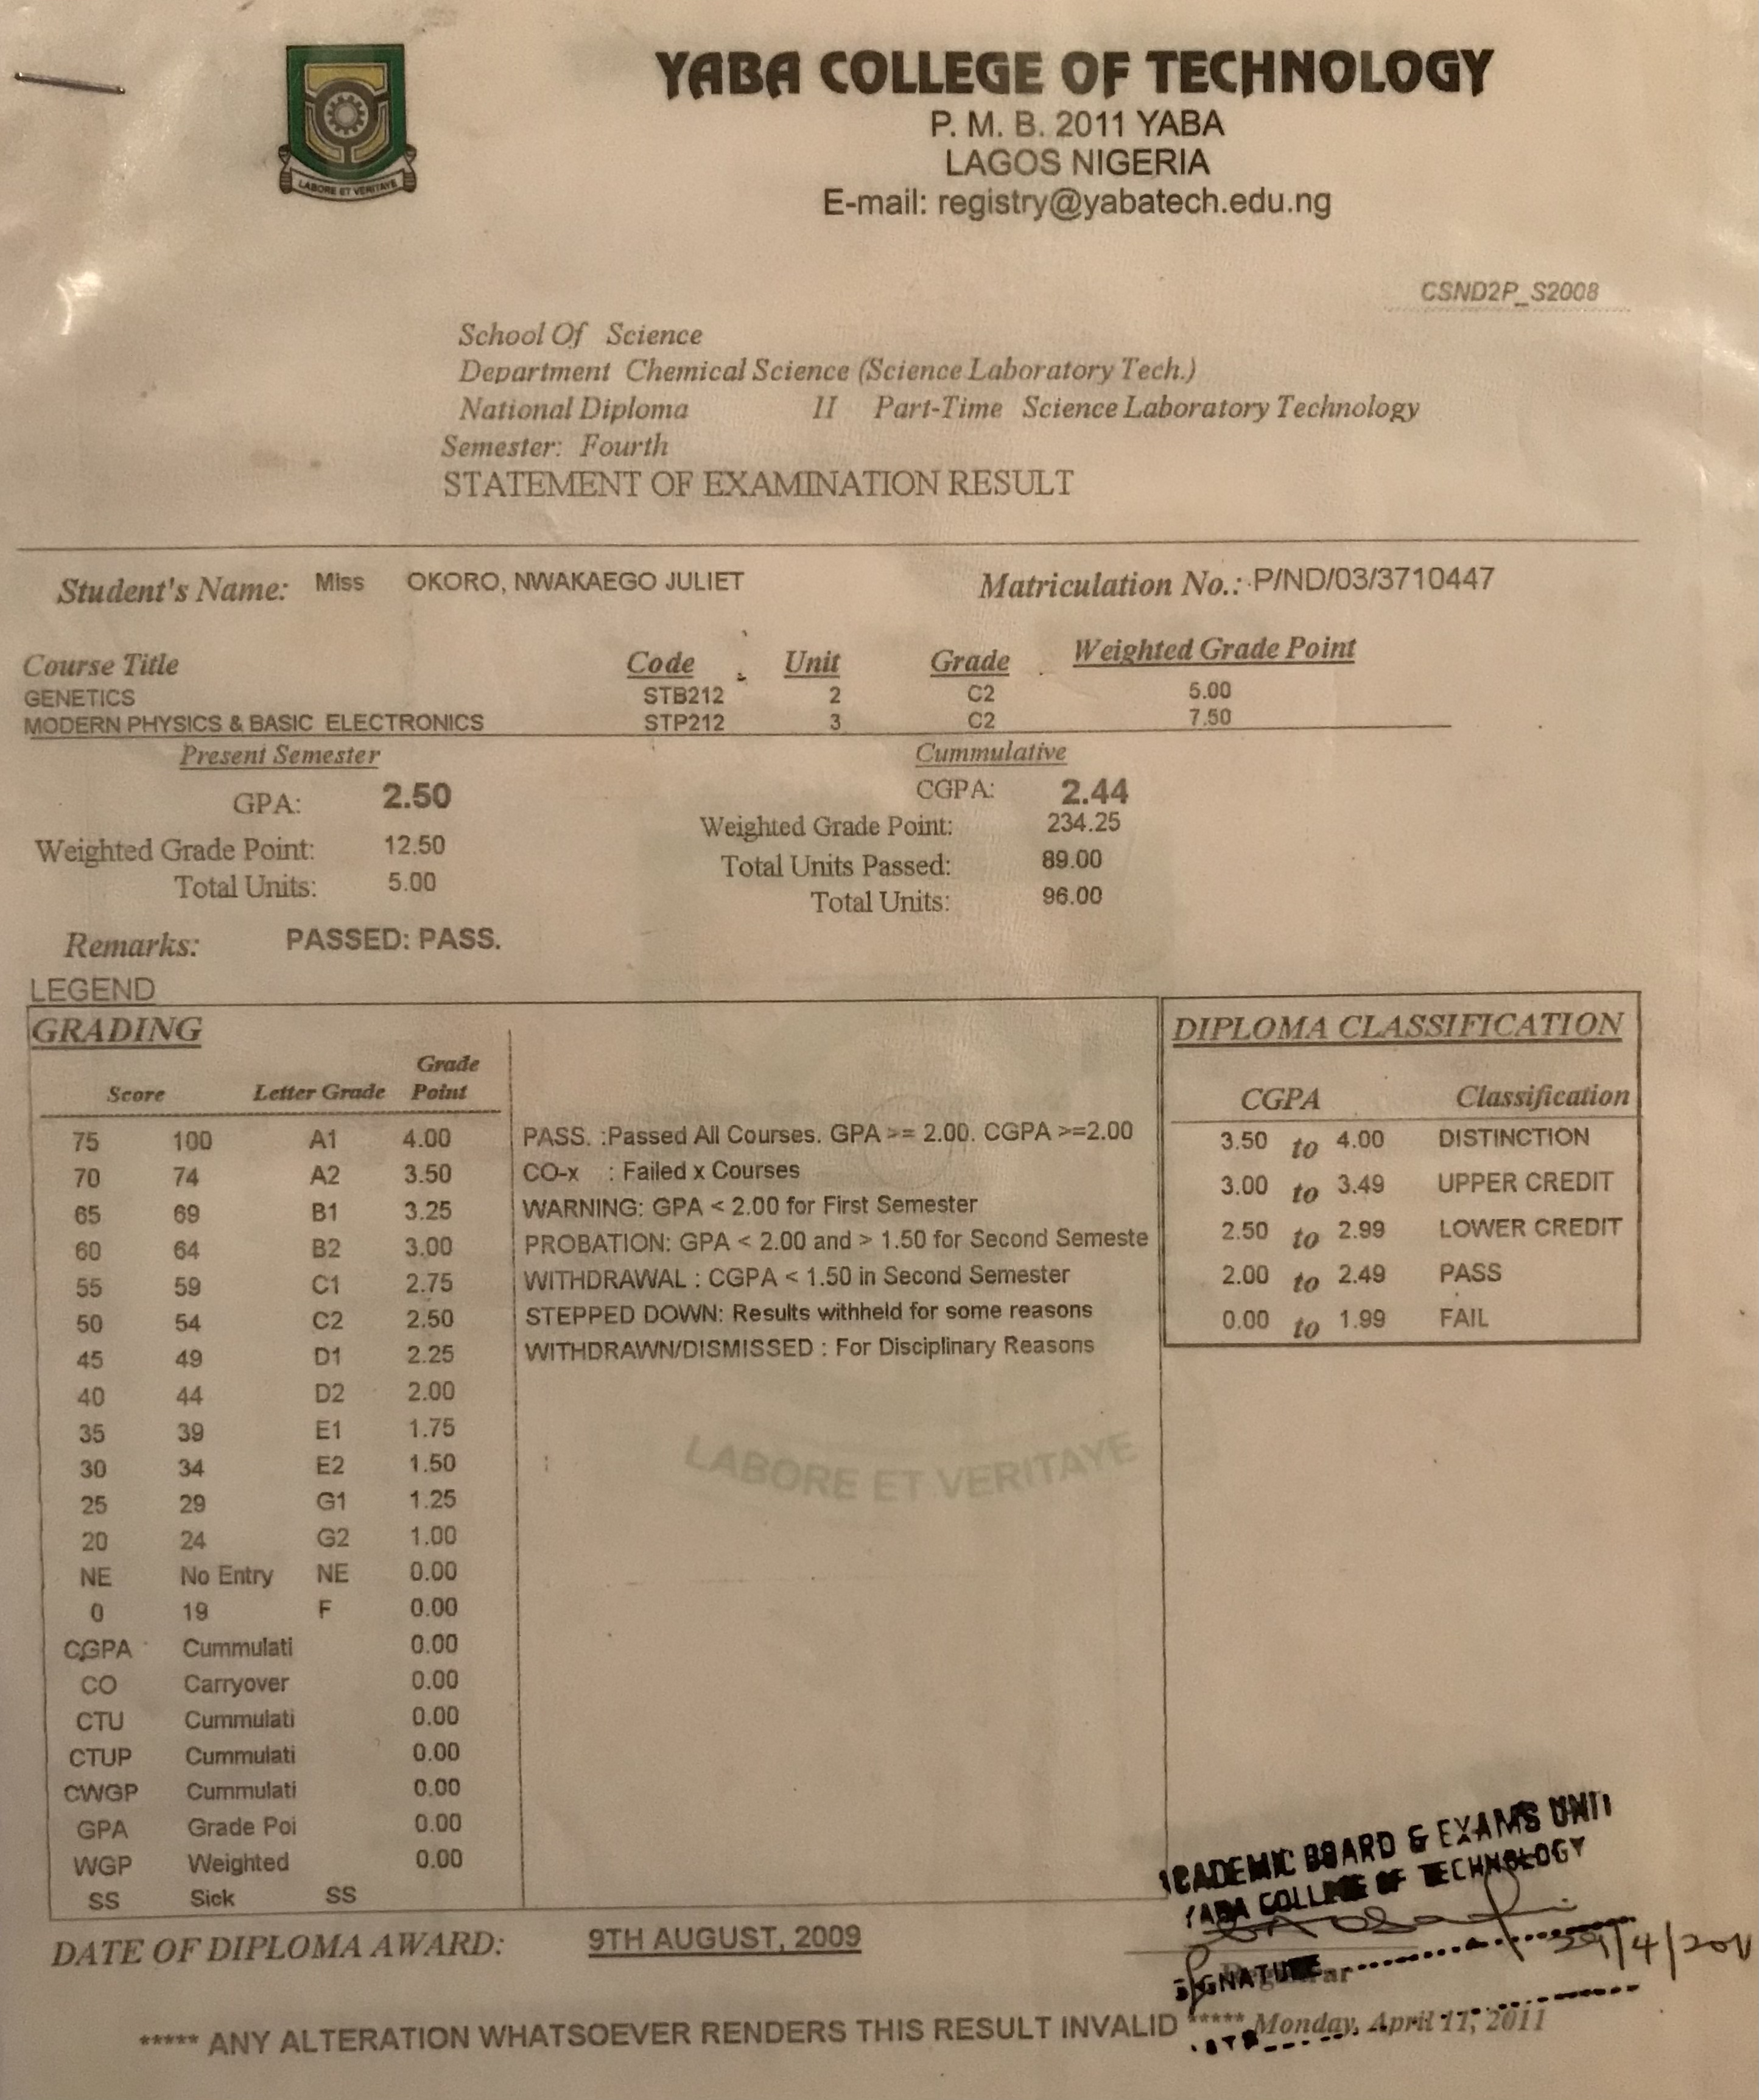 YABA COLLEGE OF TECHNOLOGY
P. M. B. 2011 YABA
LAGOS NIGERIA
E-mail: registry@yabatech.edu.ng
LABORE ET VERITAYE
CSND2P_S2008
School Of Science
Department Chemical Science (Science Laboratory Tech.)
National Diploma II Part-Time Science Laboratory Technology
Semester: Fourth
STATEMENT OF EXAMINATION RESULT
Student's Name: Miss OKORO, NWAKAEGO JULIET Matriculation No.: P/ND/03/3710447
Course Title Code Unit Grade Weighted Grade Point
GENETICS STB212 2 C2 5.00
MODERN PHYSICS & BASIC ELECTRONICS STP212 3 C2 7.50
Present Semester Cummulative
GPA: 2.50 CGPA: 2.44
Weighted Grade Point: 12.50 Weighted Grade Point: 234.25
Total Units: 5.00 Total Units Passed: 89.00
Total Units: 96.00
Remarks: PASSED: PASS.
LEGEND
GRADING
Score Letter Grade Grade Point
75 100 A1 4.00
70 74 A2 3.50
65 69 B1 3.25
60 64 B2 3.00
55 59 C1 2.75
50 54 C2 2.50
45 49 D1 2.25
40 44 D2 2.00
35 39 E1 1.75
30 34 E2 1.50
25 29 G1 1.25
20 24 G2 1.00
NE No Entry NE 0.00
0 19 F 0.00
CGPA Cummulati 0.00
CO Carryover 0.00
CTU Cummulati 0.00
CTUP Cummulati 0.00
CWGP Cummulati 0.00
GPA Grade Poi 0.00
WGP Weighted 0.00
SS Sick SS
PASS. :Passed All Courses. GPA >= 2.00. CGPA >=2.00
CO-x : Failed x Courses
WARNING: GPA < 2.00 for First Semester
PROBATION: GPA < 2.00 and > 1.50 for Second Semeste
WITHDRAWAL : CGPA < 1.50 in Second Semester
STEPPED DOWN: Results withheld for some reasons
WITHDRAWN/DISMISSED : For Disciplinary Reasons
LABORE ET VERITAYE
DIPLOMA CLASSIFICATION
CGPA Classification
3.50 to 4.00 DISTINCTION
3.00 to 3.49 UPPER CREDIT
2.50 to 2.99 LOWER CREDIT
2.00 to 2.49 PASS
0.00 to 1.99 FAIL
ACADEMIC BOARD & EXAMS UNIT
YABA COLLEGE OF TECHNOLOGY
SIGNATURE
Registrar
29/4/2011
DATE OF DIPLOMA AWARD: 9TH AUGUST, 2009
***** ANY ALTERATION WHATSOEVER RENDERS THIS RESULT INVALID ***** Monday, April 11, 2011